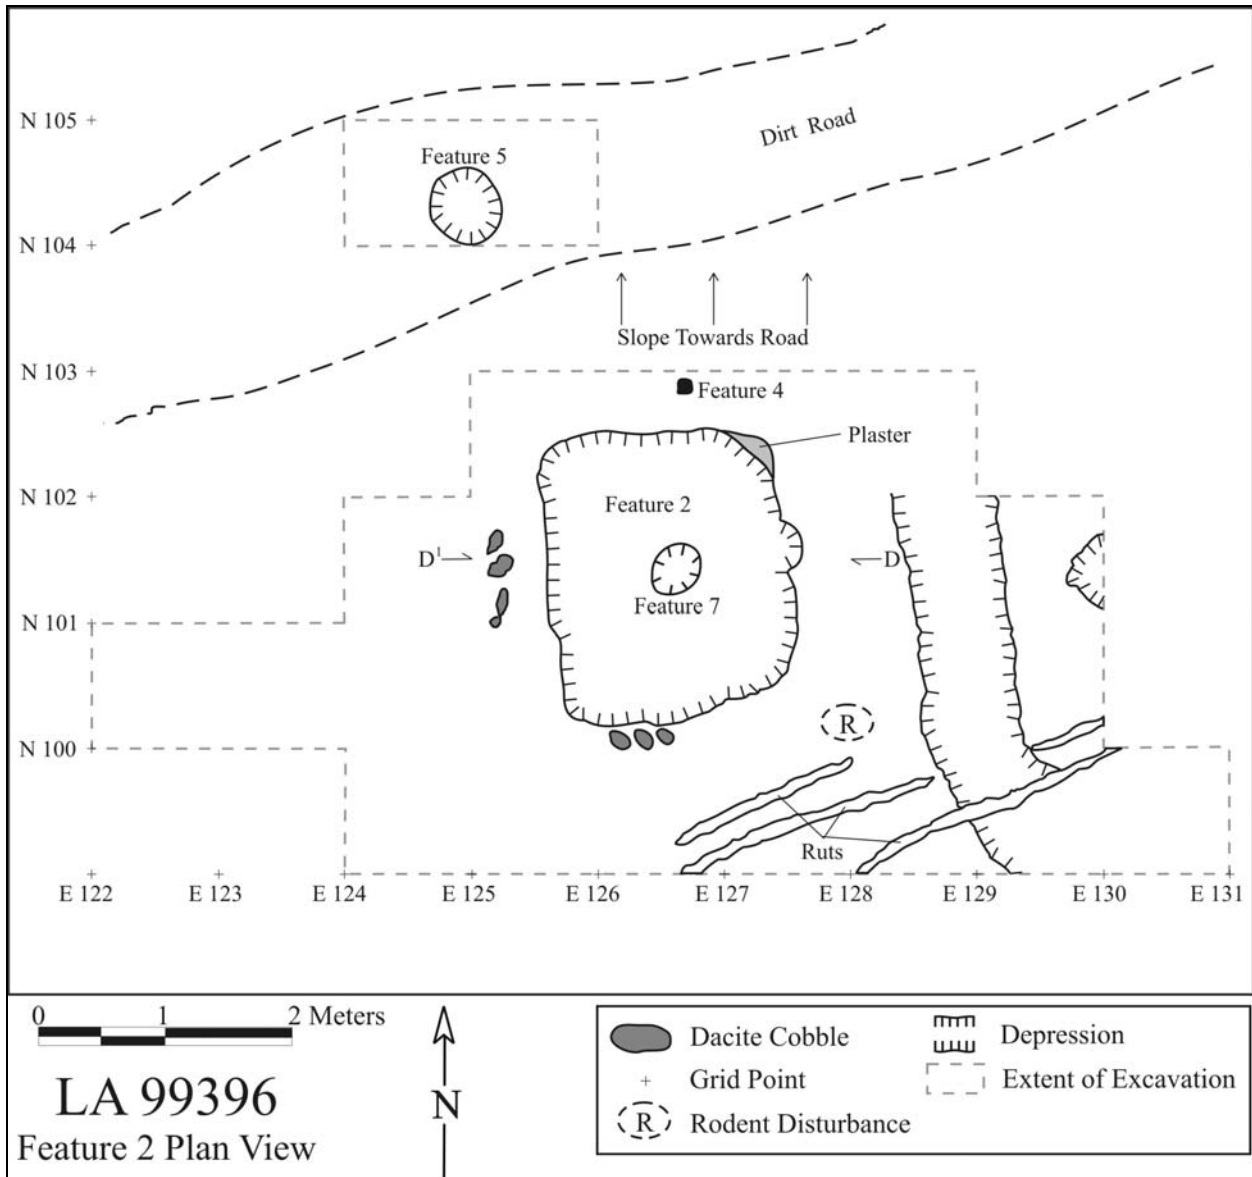 N 105
Dirt Road
Feature 5
N 104
Slope Towards Road
N 103
Feature 4
Plaster
N 102
Feature 2
D¹
D
Feature 7
N 101
R
N 100
Ruts
E 122 E 123 E 124 E 125 E 126 E 127 E 128 E 129 E 130 E 131
0 1 2 Meters
LA 99396
Feature 2 Plan View
N
Dacite Cobble
Depression
+ Grid Point
Extent of Excavation
R Rodent Disturbance